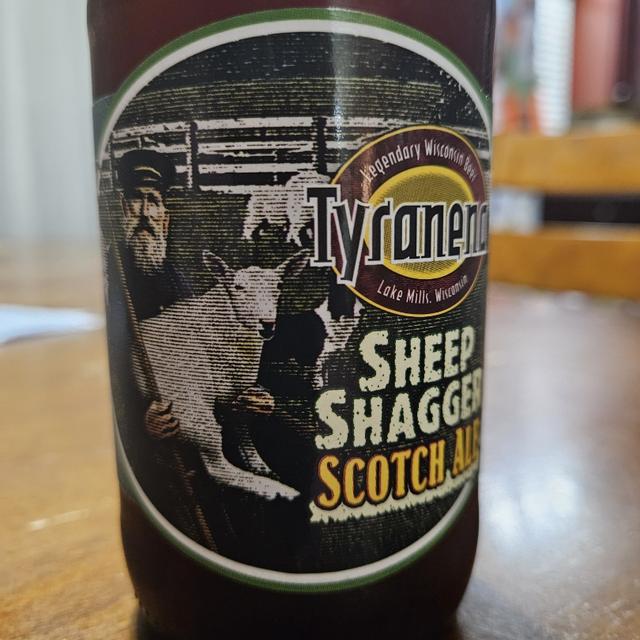 Legendary Wisconsin Beer
Tyranena
Lake Mills, Wisconsin
SHEEP
SHAGGER
SCOTCH ALE